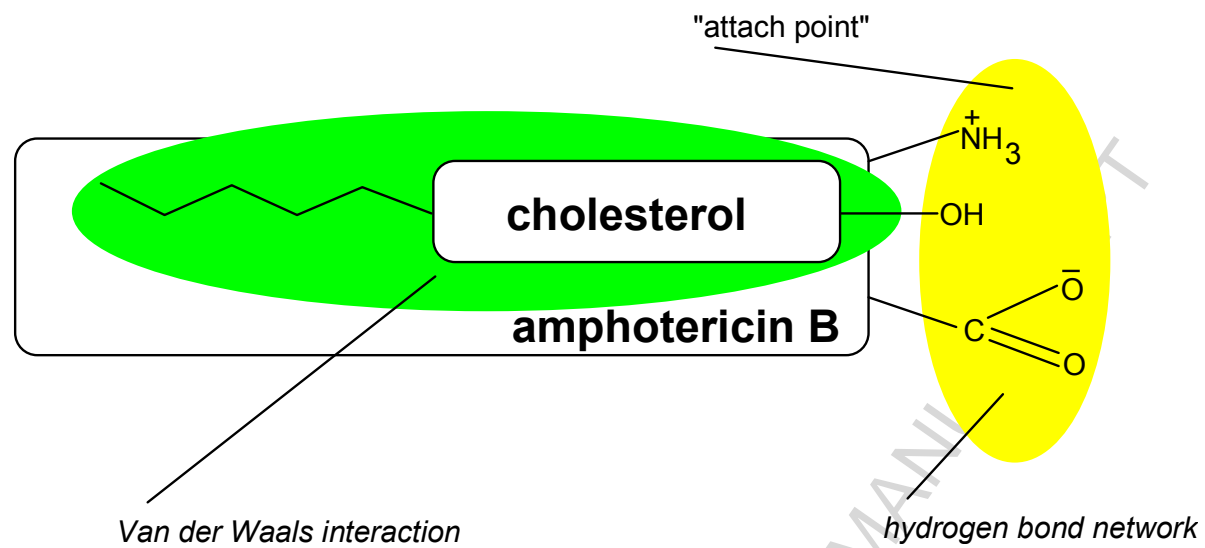 "attach point"
+
NH3
cholesterol
OH
O
C
amphotericin B
O
Van der Waals interaction
hydrogen bond network